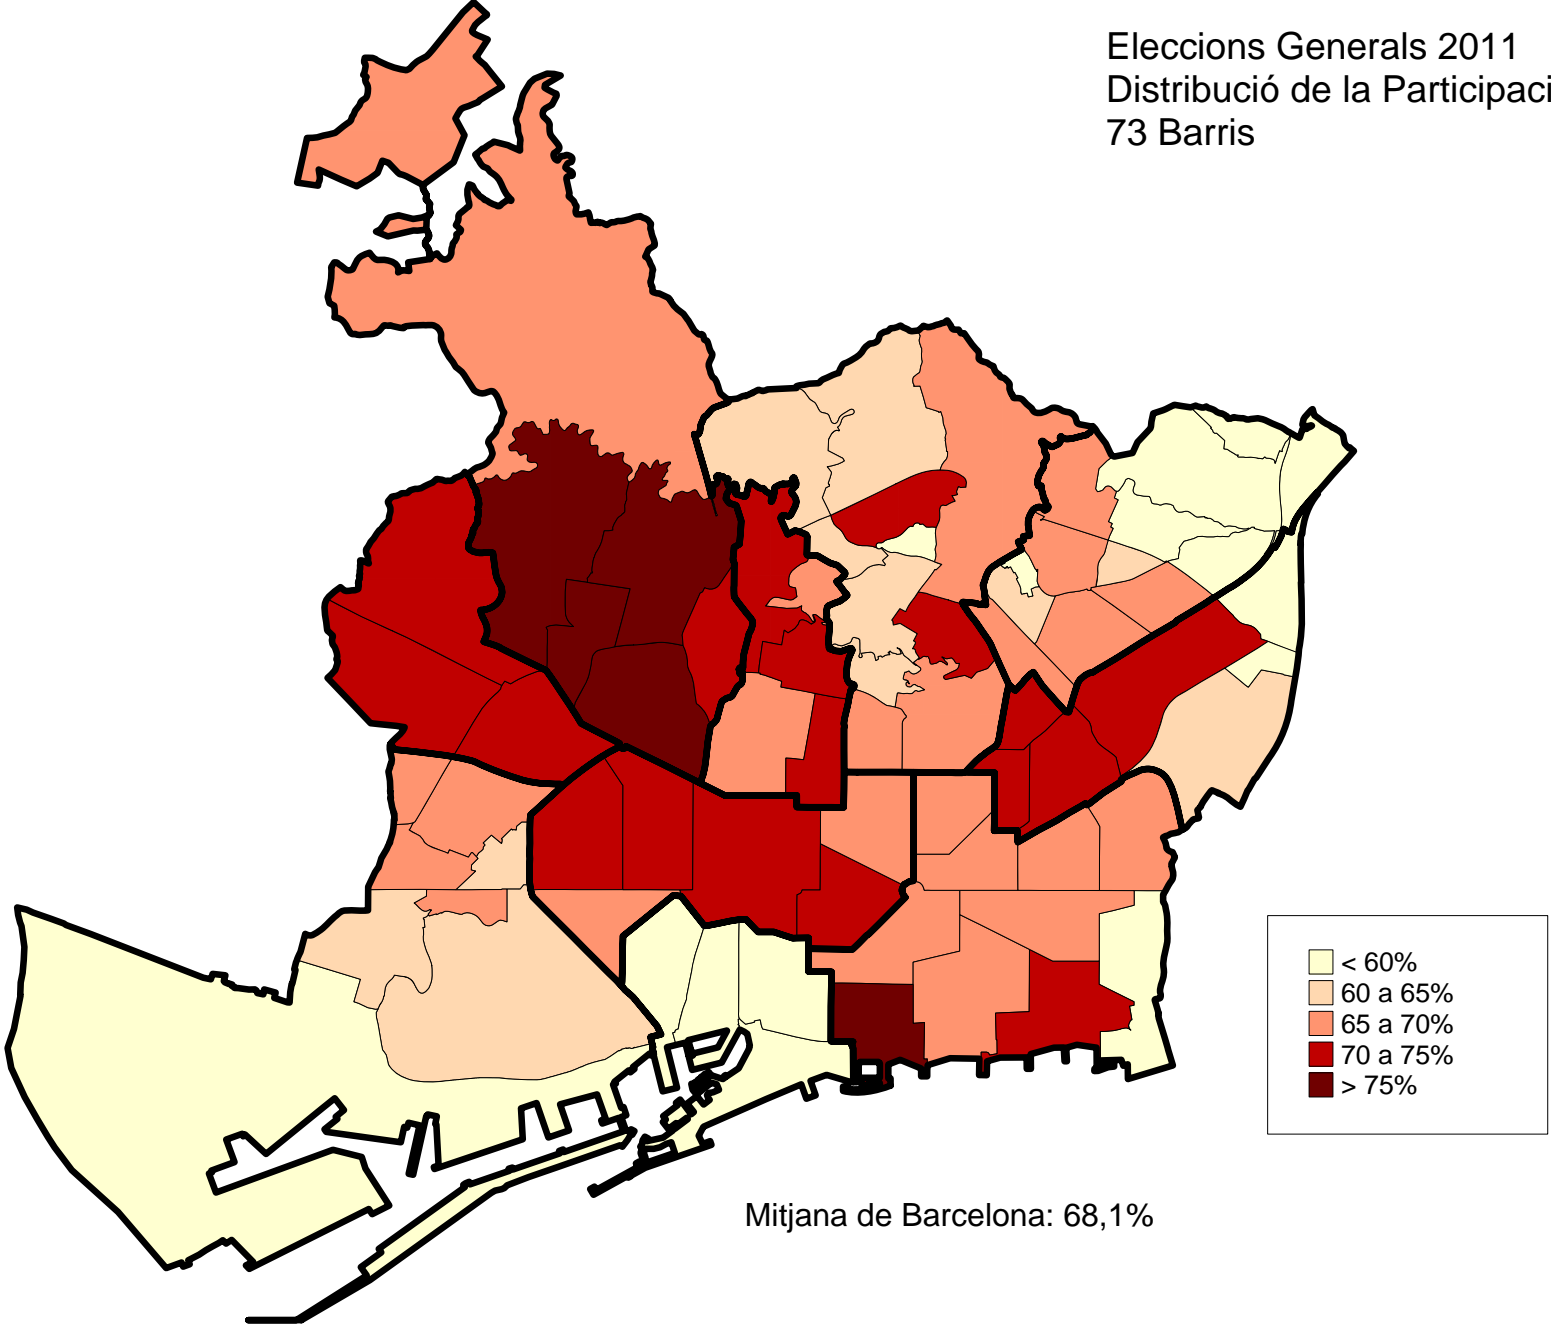 Eleccions Generals 2011
Distribució de la Participaci
73 Barris
< 60%
60 a 65%
65 a 70%
70 a 75%
> 75%
Mitjana de Barcelona: 68,1%